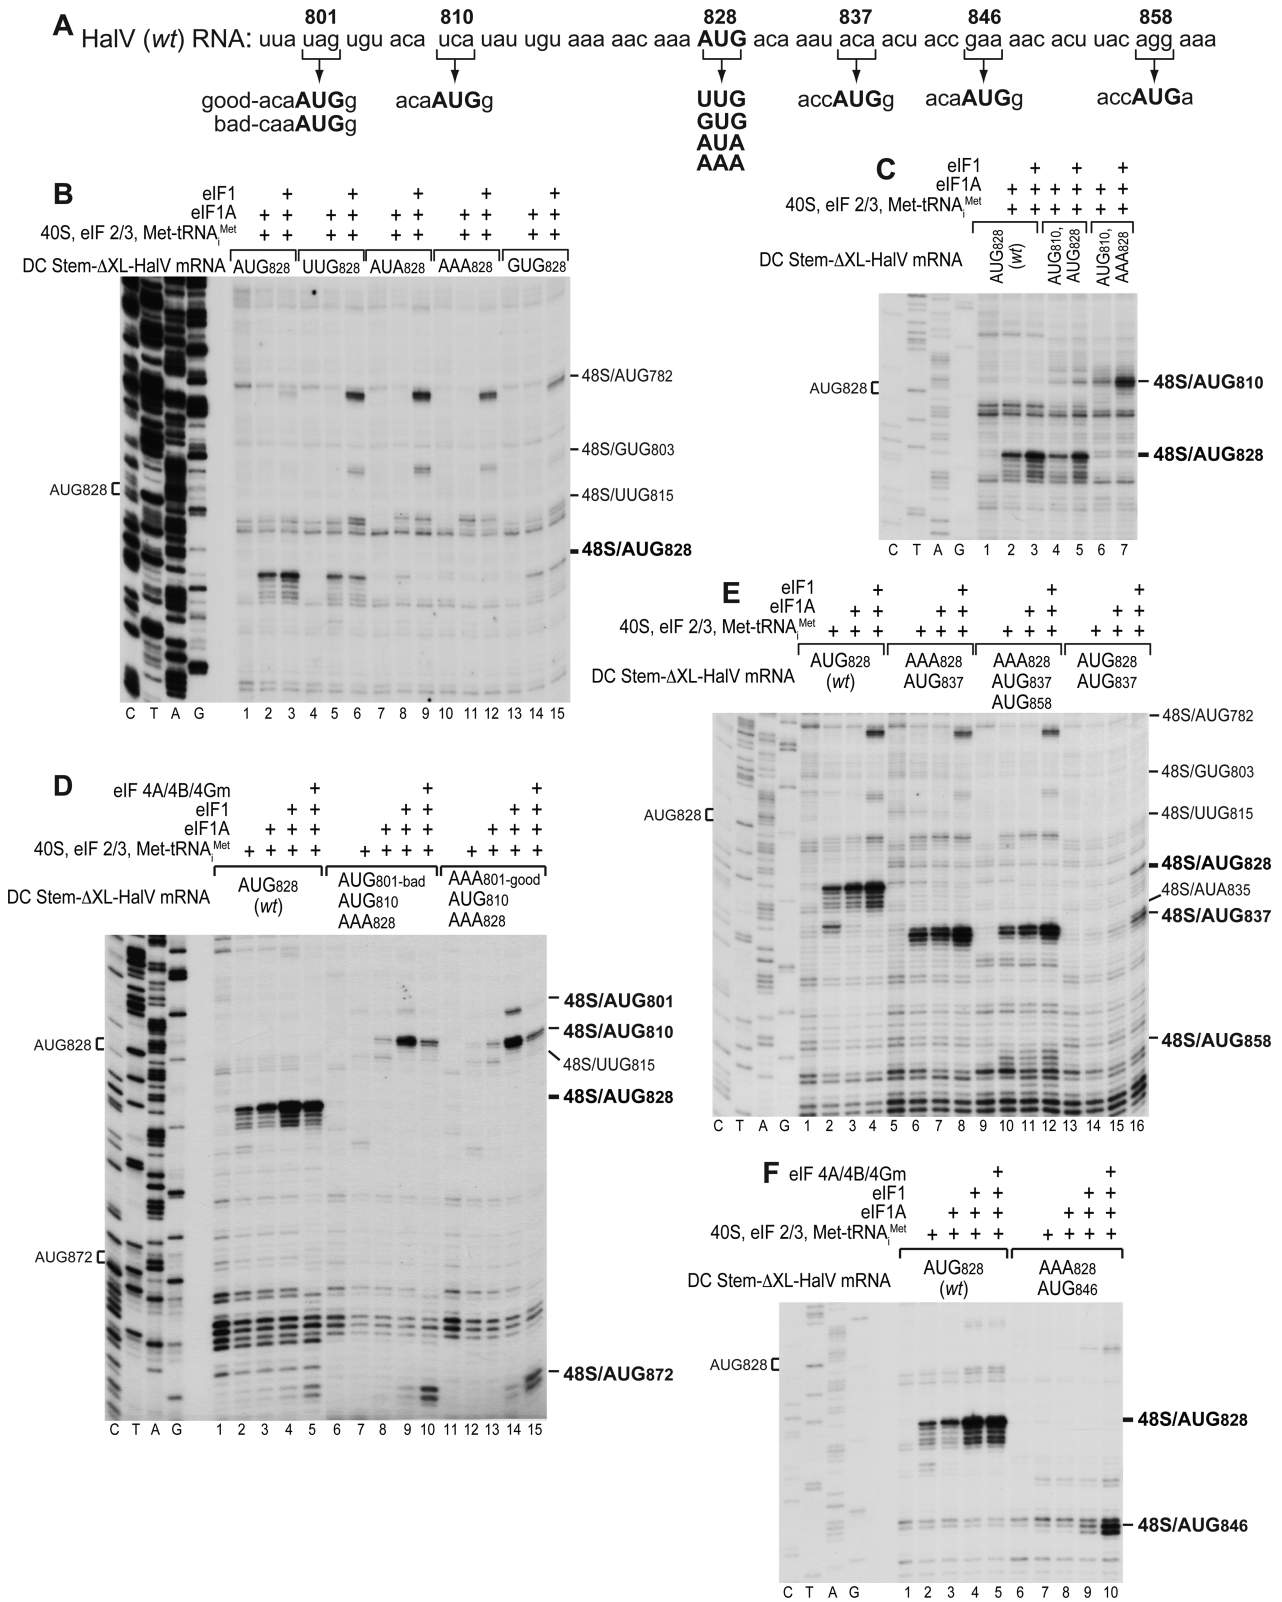 A
801 810 828 837 846 858
HalV (wt) RNA: uua uag ugu aca uca uau ugu aaa aac aaa AUG aca aau aca acu acc gaa aac acu uac agg aaa
good-acaAUGg acaAUGg UUG accAUGg acaAUGg accAUGa
bad-caaAUGg GUG
AUA
AAA
B
eIF1 + + + + +
eIF1A + + + + + + + + + +
40S, eIF 2/3, Met-tRNAiMet + + + + + + + + + +
DC Stem-ΔXL-HalV mRNA AUG828 UUG828 AUA828 AAA828 GUG828
48S/AUG782
48S/GUG803
AUG828
48S/UUG815
48S/AUG828
C T A G 1 2 3 4 5 6 7 8 9 10 11 12 13 14 15
C
eIF1 + + +
eIF1A + + + + + +
40S, eIF 2/3, Met-tRNAiMet + + + + + +
DC Stem-ΔXL-HalV mRNA
AUG828
(wt)
AUG810,
AUG828
AUG810,
AAA828
AUG828
48S/AUG810
48S/AUG828
C T A G 1 2 3 4 5 6 7
D
eIF 4A/4B/4Gm + + +
eIF1 + + + + + +
eIF1A + + + + + + + + +
40S, eIF 2/3, Met-tRNAiMet + + + + + + + + + + + +
DC Stem-ΔXL-HalV mRNA
AUG828
(wt)
AUG801-bad
AUG810
AAA828
AAA801-good
AUG810
AAA828
48S/AUG801
48S/AUG810
AUG828
48S/UUG815
48S/AUG828
AUG872
48S/AUG872
C T A G 1 2 3 4 5 6 7 8 9 10 11 12 13 14 15
E
eIF1 + + + +
eIF1A + + + + + + + +
40S, eIF 2/3, Met-tRNAiMet + + + + + + + + + + + +
DC Stem-ΔXL-HalV mRNA
AUG828
(wt)
AAA828
AUG837
AAA828
AUG837
AUG858
AUG828
AUG837
48S/AUG782
48S/GUG803
AUG828
48S/UUG815
48S/AUG828
48S/AUA835
48S/AUG837
48S/AUG858
C T A G 1 2 3 4 5 6 7 8 9 10 11 12 13 14 15 16
F
eIF 4A/4B/4Gm + +
eIF1 + + + +
eIF1A + + + + + +
40S, eIF 2/3, Met-tRNAiMet + + + + + + + +
DC Stem-ΔXL-HalV mRNA
AUG828
(wt)
AAA828
AUG846
AUG828
48S/AUG828
48S/AUG846
C T A G 1 2 3 4 5 6 7 8 9 10